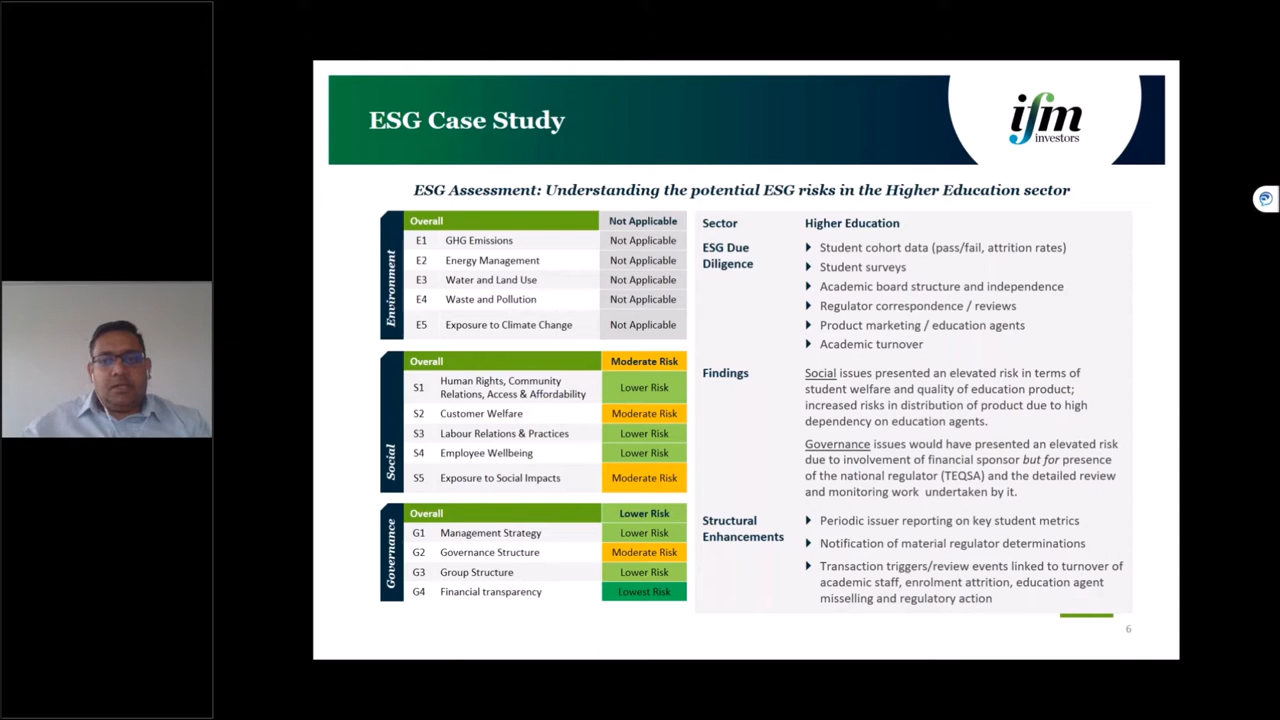 ESG Case Study
ifm
investors
ESG Assessment: Understanding the potential ESG risks in the Higher Education sector
Environment
Overall Not Applicable
E1 GHG Emissions Not Applicable
E2 Energy Management Not Applicable
E3 Water and Land Use Not Applicable
E4 Waste and Pollution Not Applicable
E5 Exposure to Climate Change Not Applicable
Social
Overall Moderate Risk
S1 Human Rights, Community
Relations, Access & Affordability Lower Risk
S2 Customer Welfare Moderate Risk
S3 Labour Relations & Practices Lower Risk
S4 Employee Wellbeing Lower Risk
S5 Exposure to Social Impacts Moderate Risk
Governance
Overall Lower Risk
G1 Management Strategy Lower Risk
G2 Governance Structure Moderate Risk
G3 Group Structure Lower Risk
G4 Financial transparency Lowest Risk
Sector Higher Education
ESG Due
Diligence
Student cohort data (pass/fail, attrition rates)
Student surveys
Academic board structure and independence
Regulator correspondence / reviews
Product marketing / education agents
Academic turnover
Findings
Social issues presented an elevated risk in terms of
student welfare and quality of education product;
increased risks in distribution of product due to high
dependency on education agents.
Governance issues would have presented an elevated risk
due to involvement of financial sponsor but for presence
of the national regulator (TEQSA) and the detailed review
and monitoring work undertaken by it.
Structural
Enhancements
Periodic issuer reporting on key student metrics
Notification of material regulator determinations
Transaction triggers/review events linked to turnover of
academic staff, enrolment attrition, education agent
misselling and regulatory action
6